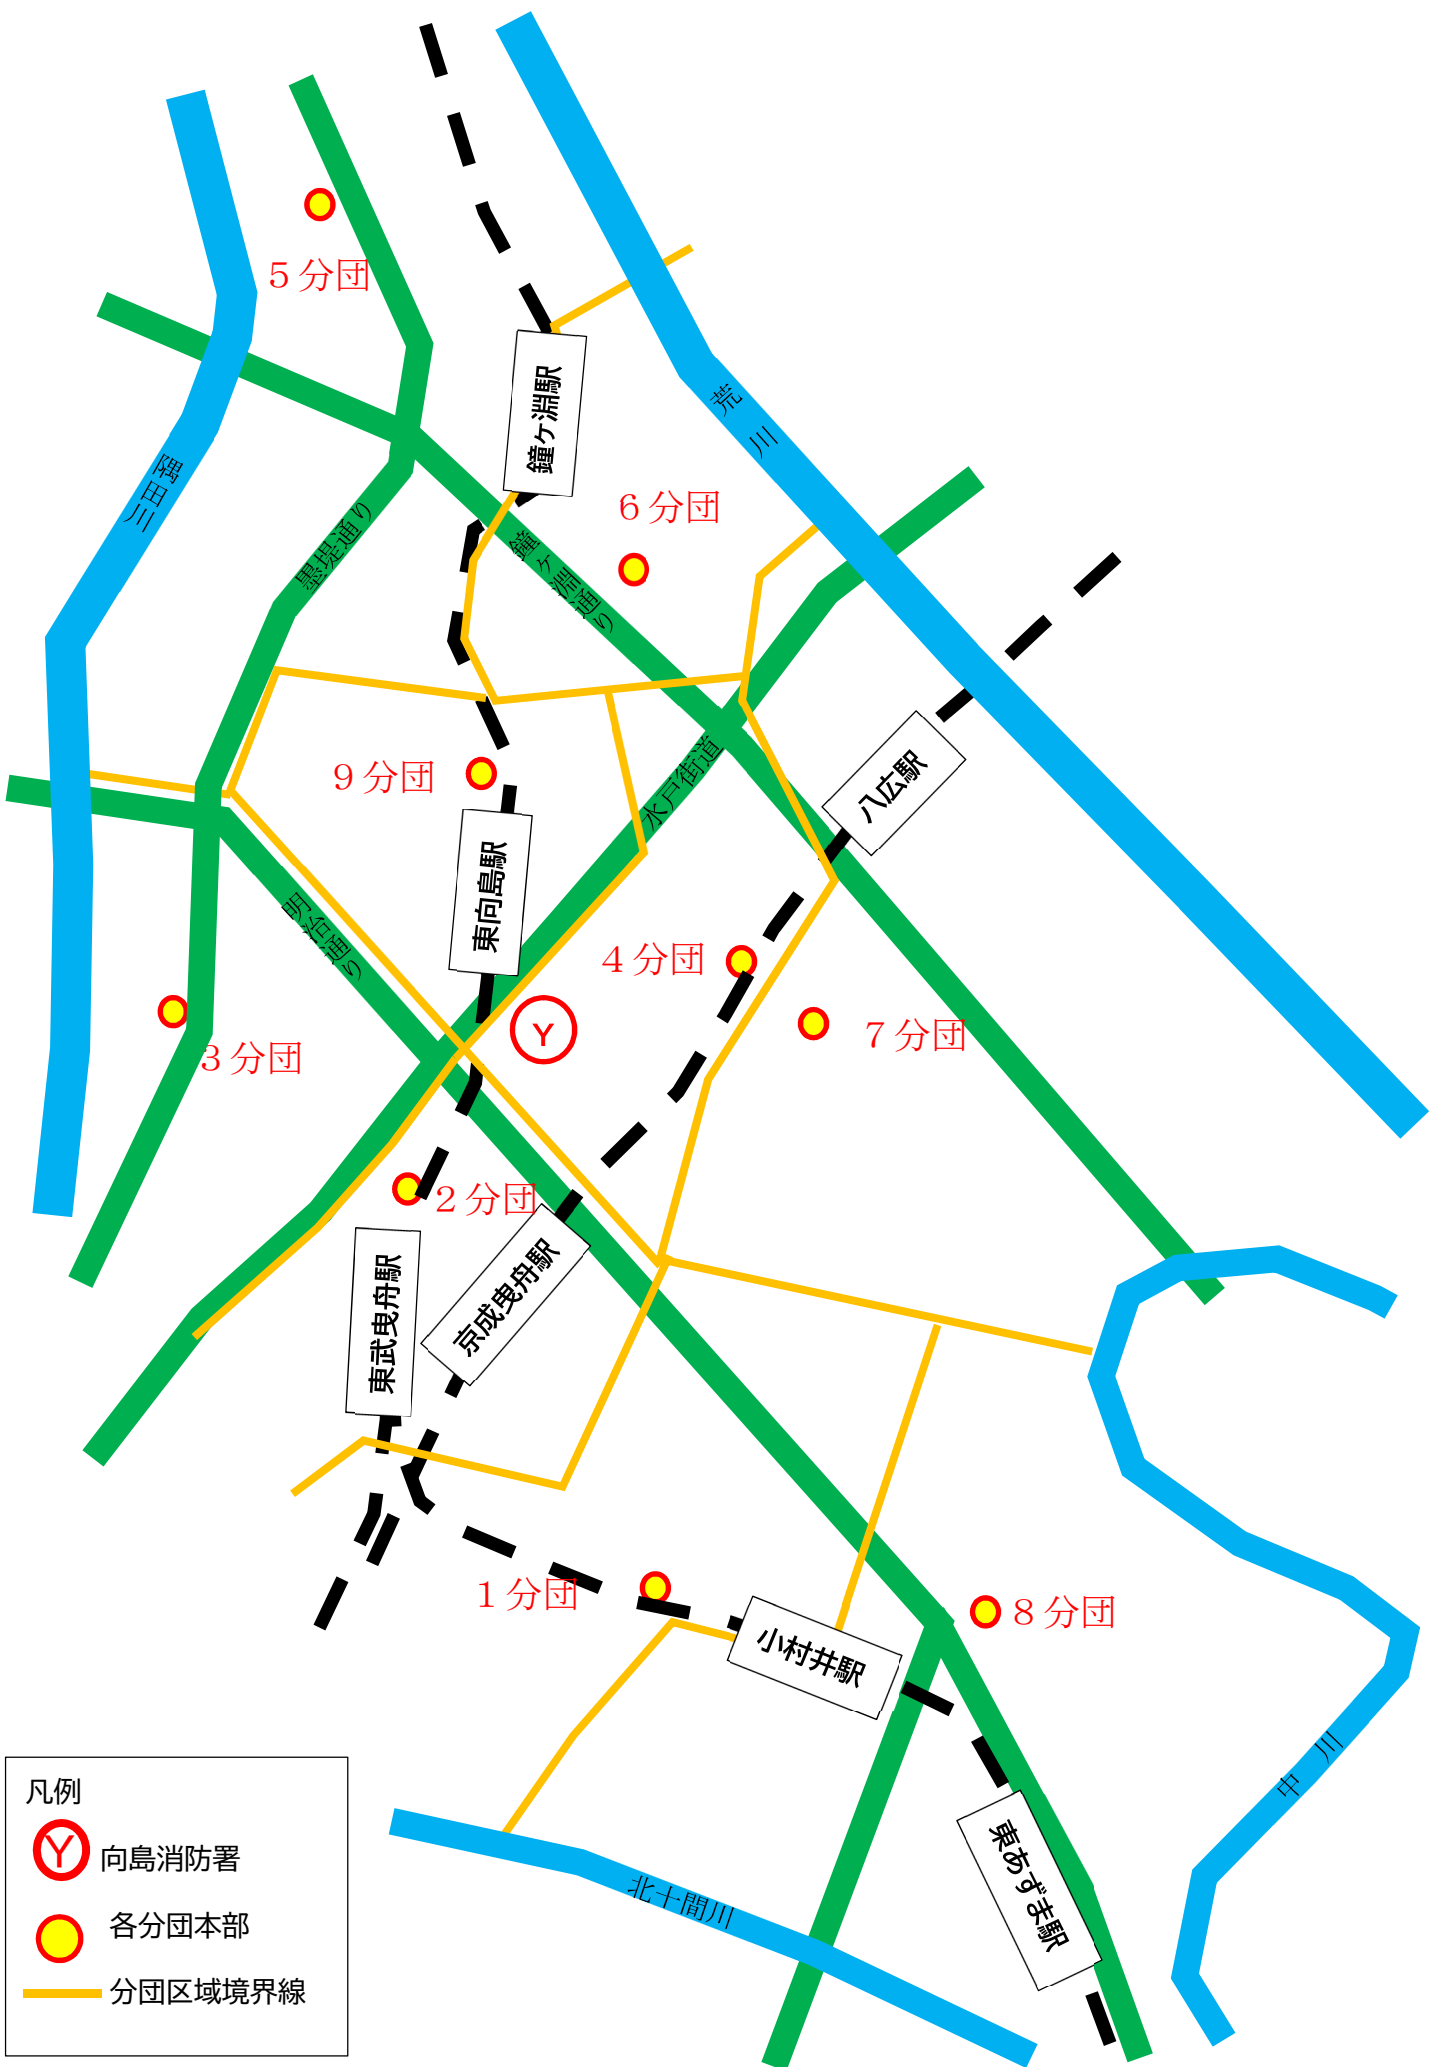 ５分団
鐘ヶ淵駅
荒川
隅田川
６分団
墨堤通り
鐘ヶ淵通り
９分団
水戸街道
八広駅
東向島駅
明治通り
４分団
Y
７分団
３分団
２分団
京成曳舟駅
東武曳舟駅
１分団
８分団
小村井駅
中川
東あずま駅
北十間川
凡例
Y 向島消防署
各分団本部
分団区域境界線